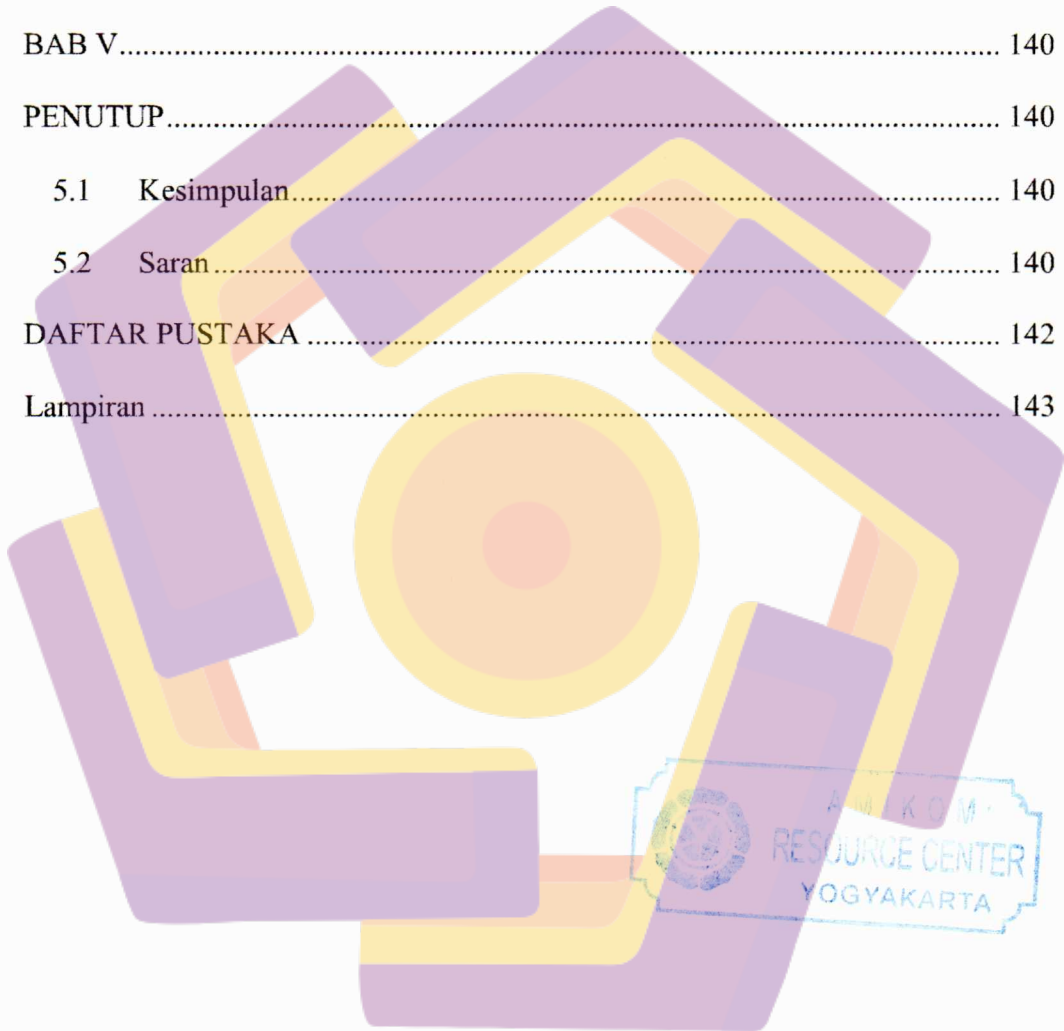 BAB V.......................................................................................................... 140
PENUTUP.................................................................................................... 140
5.1 Kesimpulan..................................................................................... 140
5.2 Saran............................................................................................... 140
DAFTAR PUSTAKA................................................................................... 142
Lampiran...................................................................................................... 143
AMIKOM
RESOURCE CENTER
YOGYAKARTA